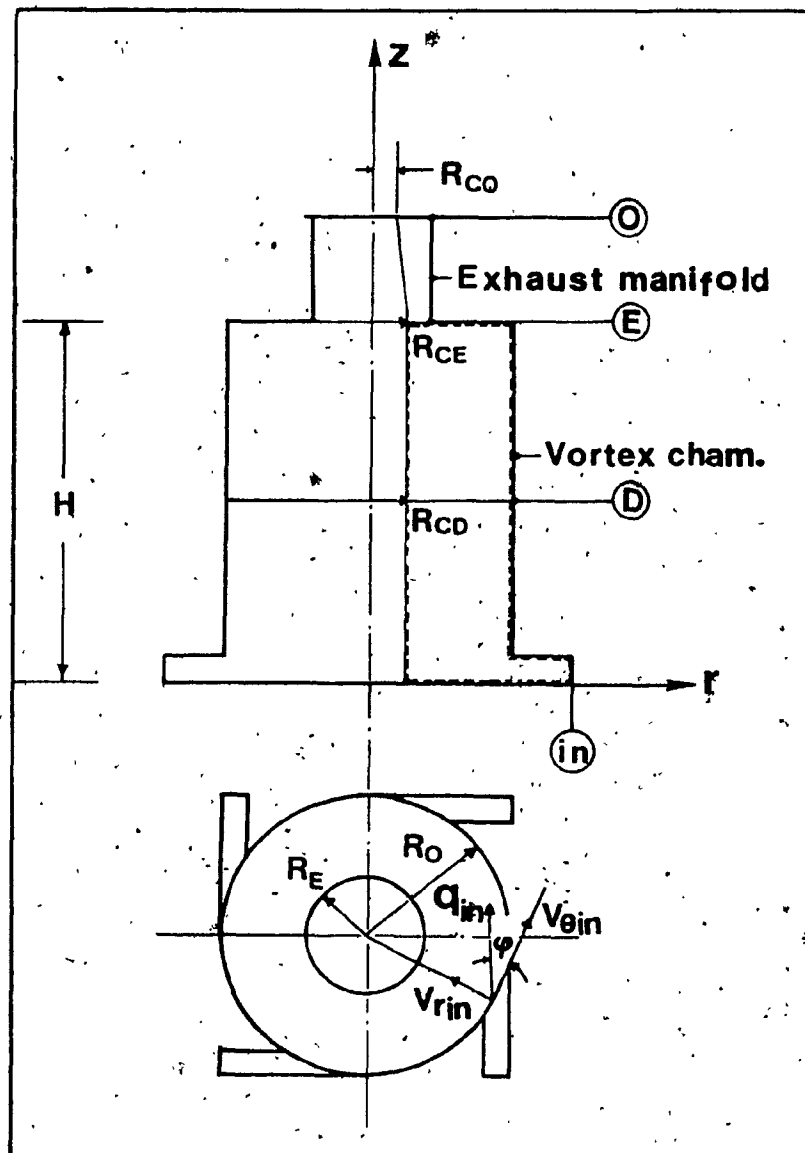 z
R_CO
O
Exhaust manifold
E
R_CE
Vortex cham.
H
D
R_CD
r
in
R_O
R_E
q_in
V_θin
φ
V_rin